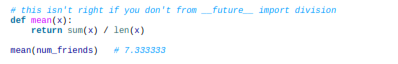 # this isn't right if you don't from __future__ import division
def mean(x):
    return sum(x) / len(x)
mean(num_friends)   # 7.333333